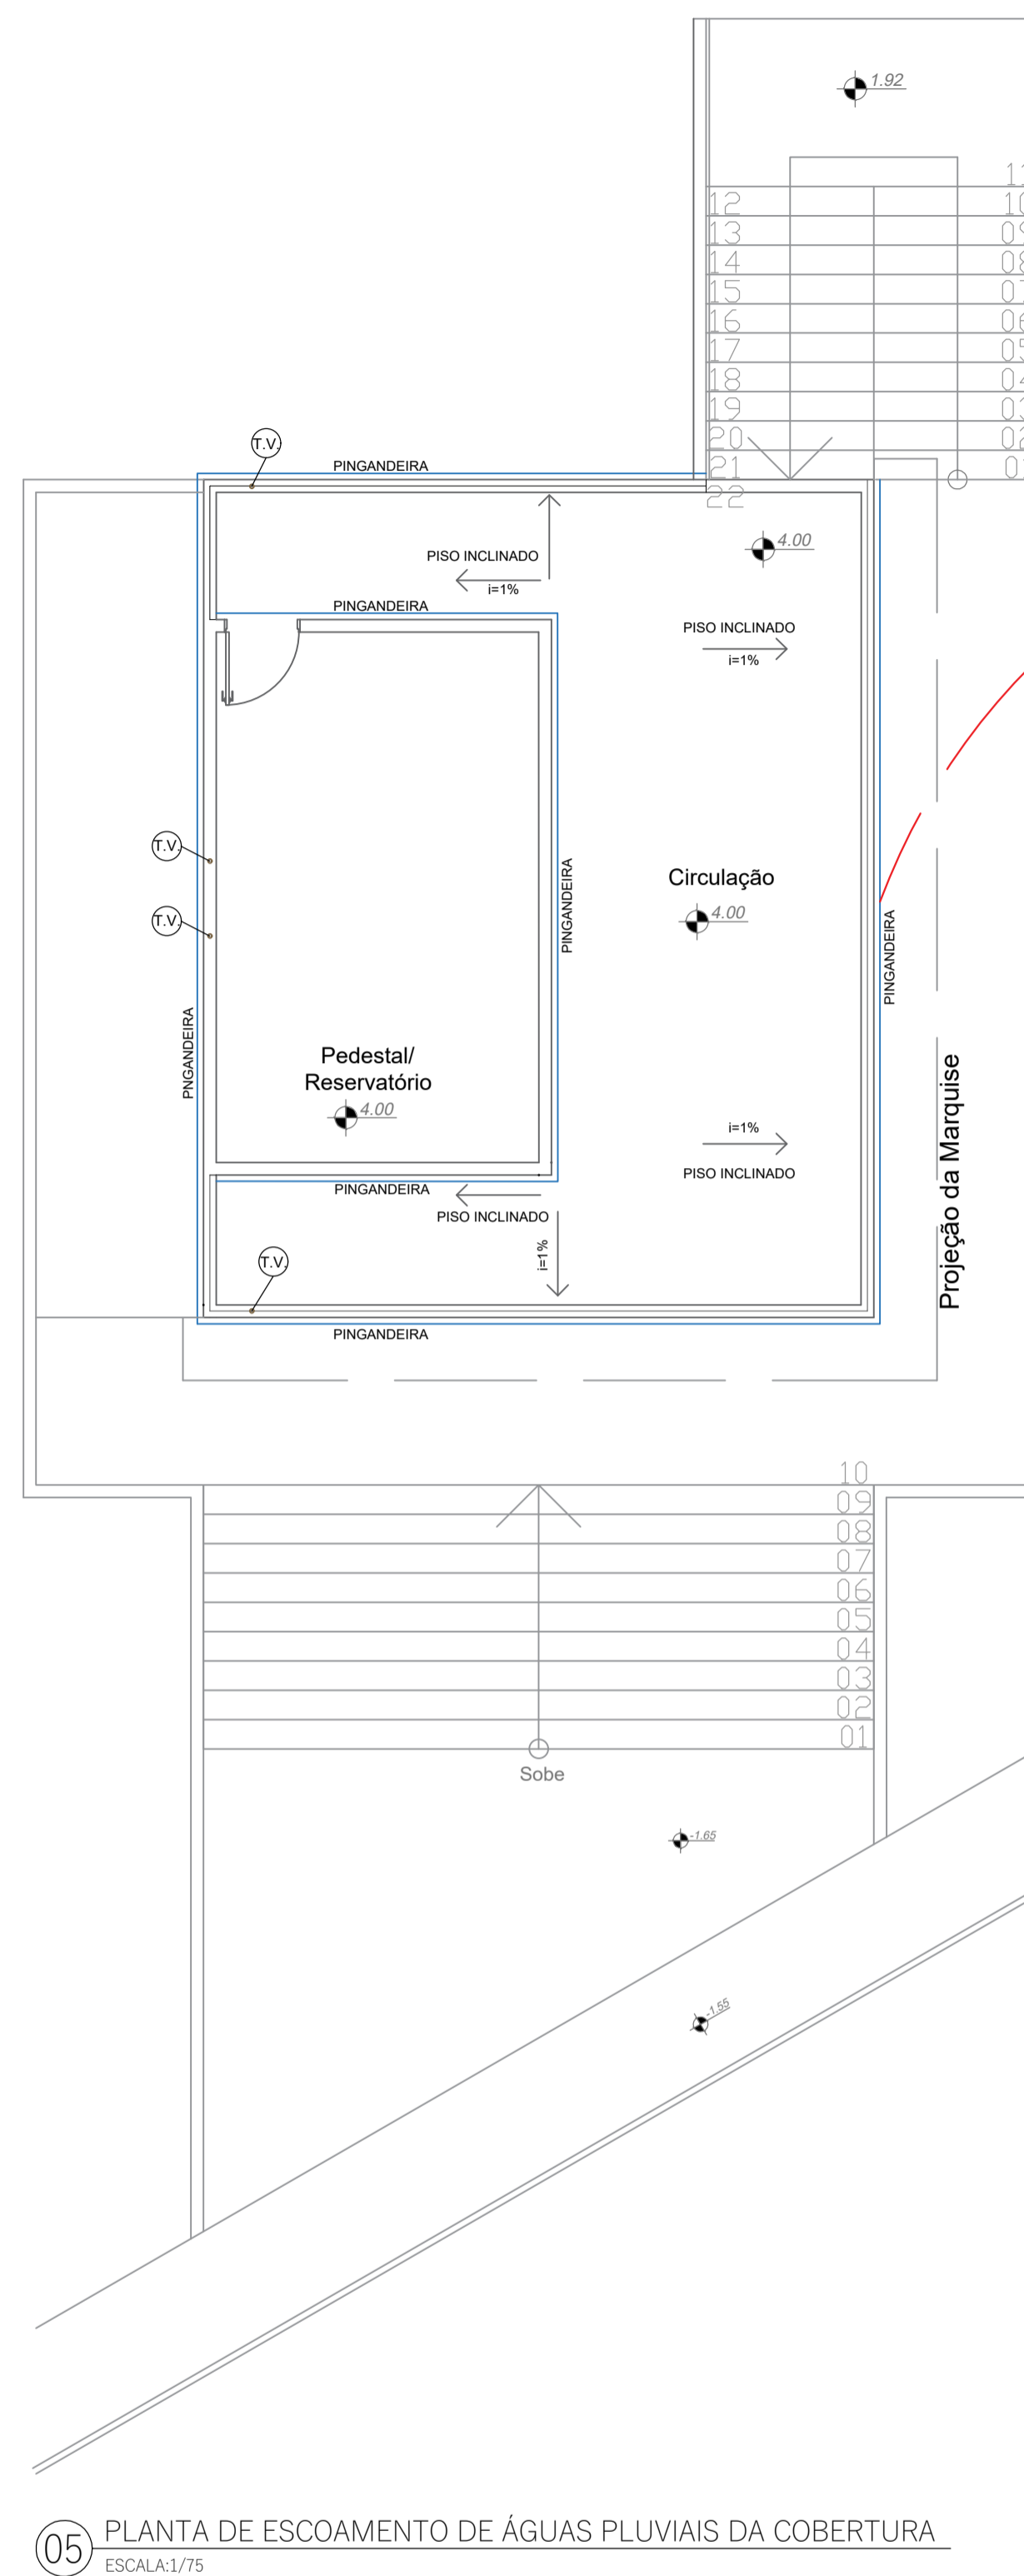 1.92
11
12
10
13
09
14
08
15
07
16
06
17
05
18
04
19
03
20
02
21
22
T.V.
PINGANDEIRA
4.00
PISO INCLINADO
i=1%
PINGANDEIRA
PISO INCLINADO
i=1%
T.V.
Circulação
4.00
T.V.
PINGANDEIRA
PINGANDEIRA
PNGANDEIRA
Pedestal/
Reservatório
4.00
i=1%
PISO INCLINADO
Projeção da Marquise
PINGANDEIRA
PISO INCLINADO
i=1%
T.V.
PINGANDEIRA
10
09
08
07
06
05
04
03
02
01
Sobe
-1.65
-1.55
05 PLANTA DE ESCOAMENTO DE ÁGUAS PLUVIAIS DA COBERTURA
ESCALA:1/75